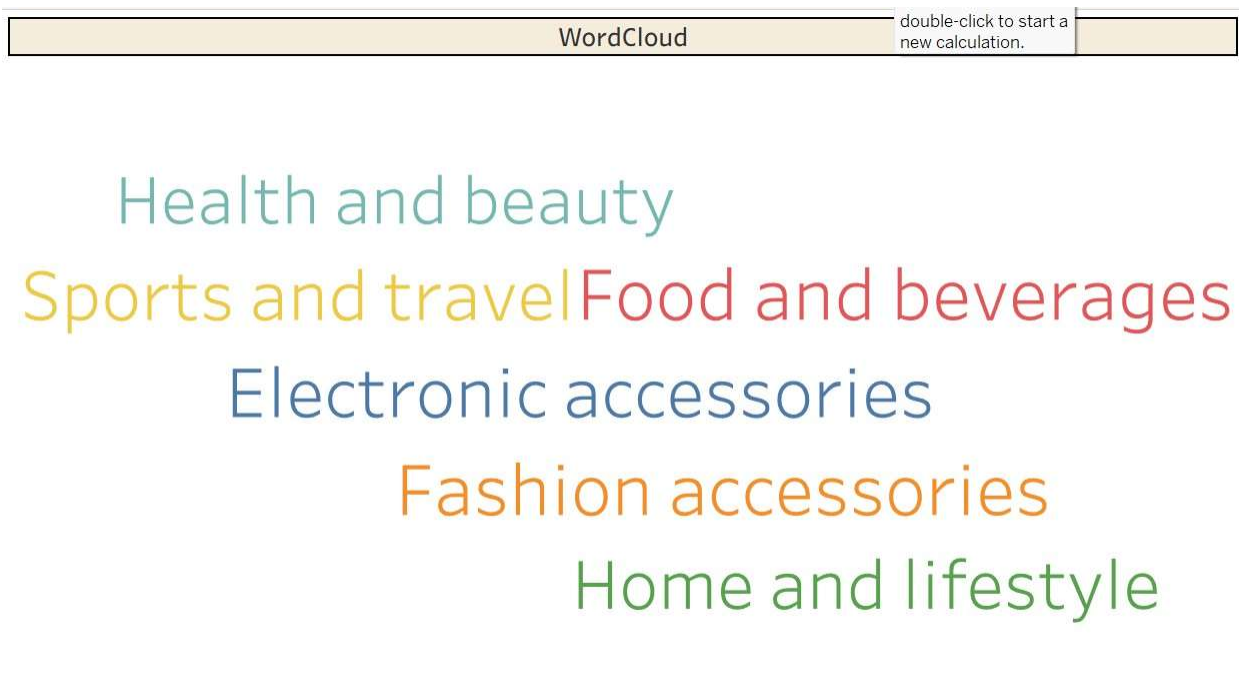 WordCloud
double-click to start a
new calculation.
Health and beauty
Sports and travel Food and beverages
Electronic accessories
Fashion accessories
Home and lifestyle